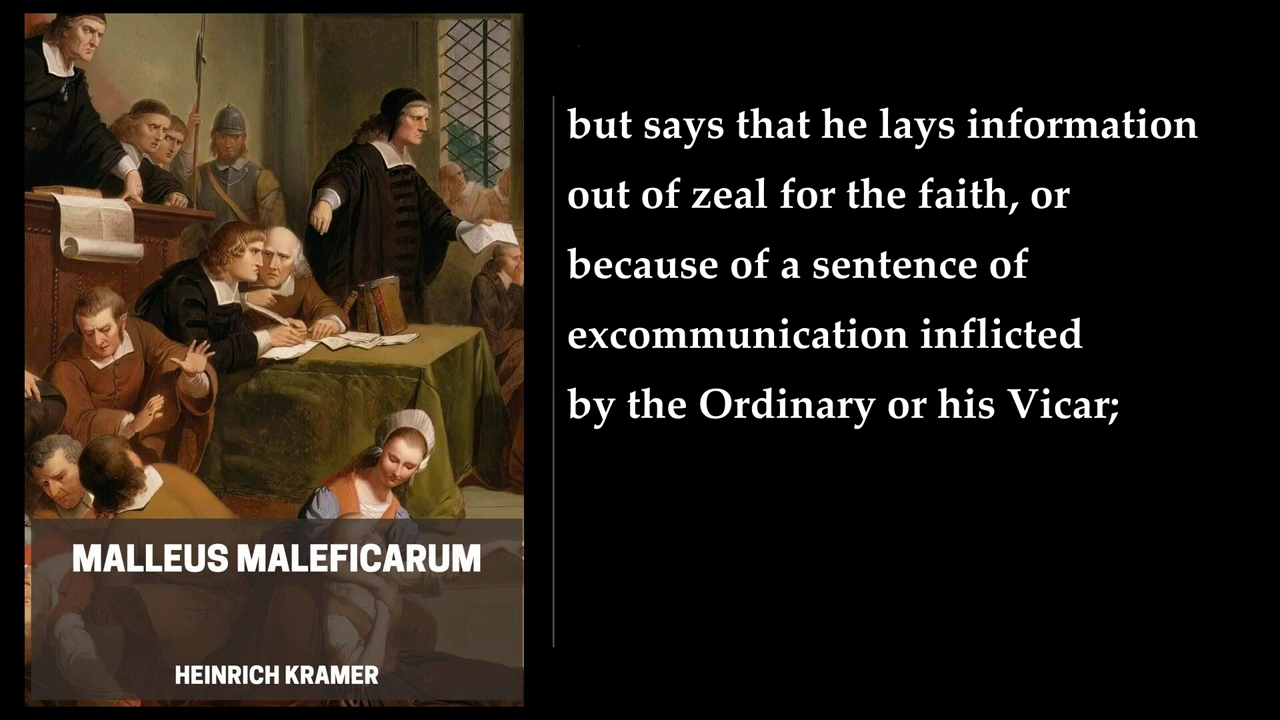 but says that he lays information
out of zeal for the faith, or
because of a sentence of
excommunication inflicted
by the Ordinary or his Vicar;
MALLEUS MALEFICARUM
HEINRICH KRAMER